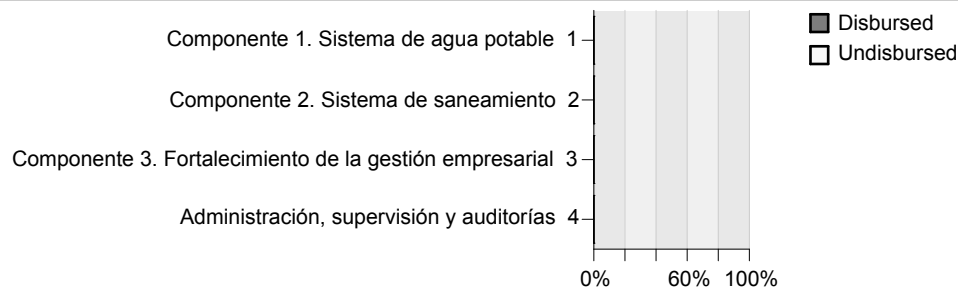 Disbursed
Undisbursed
Componente 1. Sistema de agua potable 1
Componente 2. Sistema de saneamiento 2
Componente 3. Fortalecimiento de la gestión empresarial 3
Administración, supervisión y auditorías 4
0% 60% 100%